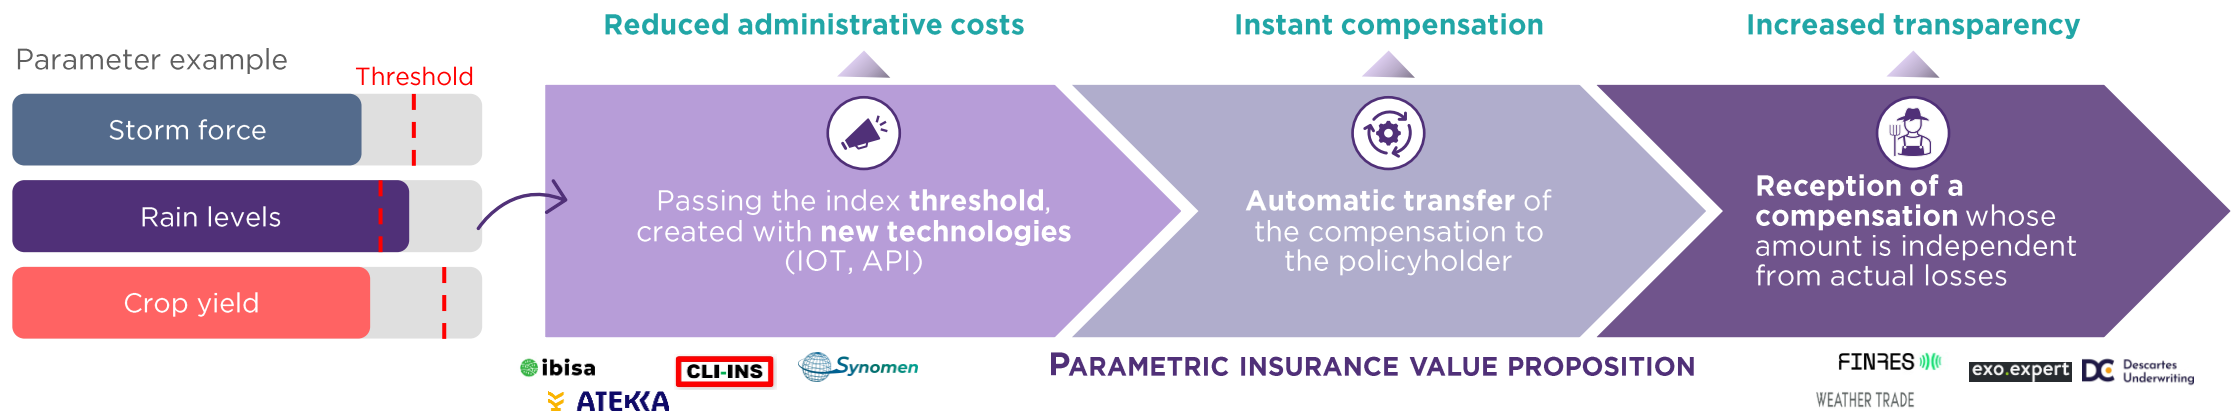 Reduced administrative costs
Instant compensation
Increased transparency
Parameter example
Threshold
Storm force
Rain levels
Crop yield
Passing the index threshold,
created with new technologies
(IOT, API)
Automatic transfer of
the compensation to
the policyholder
Reception of a
compensation whose
amount is independent
from actual losses
ibisa
CLI-INS
Synomen
ATEKKA
PARAMETRIC INSURANCE VALUE PROPOSITION
FINRES
exo.expert
DC Descartes
Underwriting
WEATHER TRADE